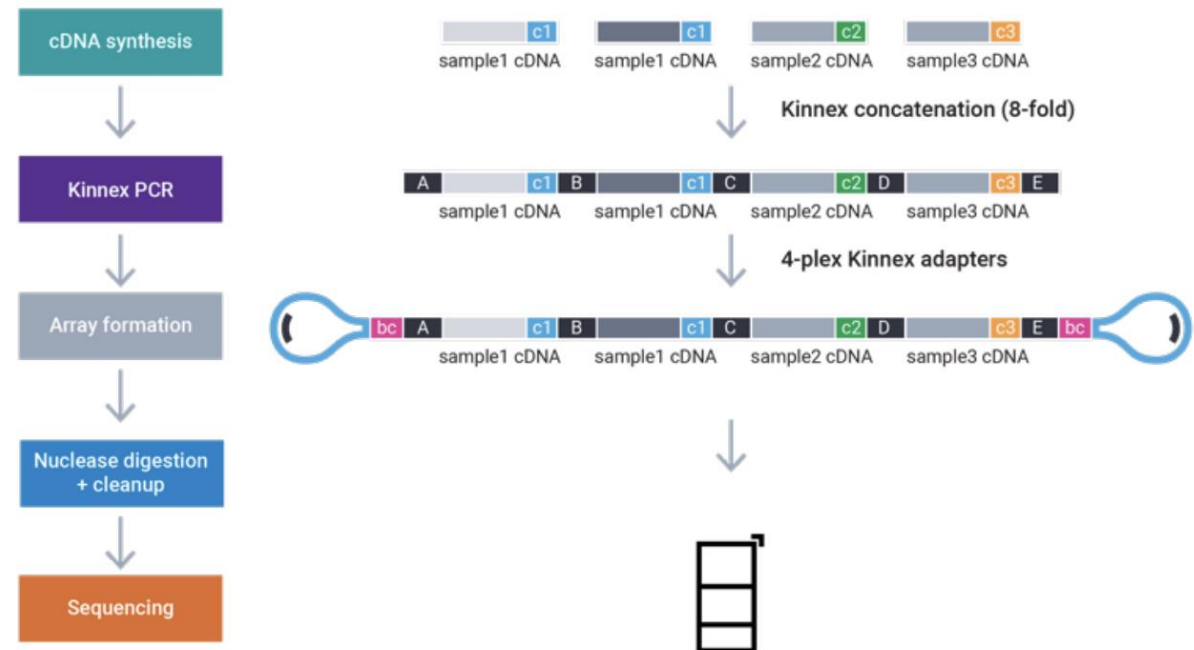 cDNA synthesis
c1 c1 c2 c3
sample1 cDNA sample1 cDNA sample2 cDNA sample3 cDNA
Kinnex concatenation (8-fold)
Kinnex PCR
A c1 B c1 C c2 D c3 E
sample1 cDNA sample1 cDNA sample2 cDNA sample3 cDNA
4-plex Kinnex adapters
Array formation
bc A c1 B c1 C c2 D c3 E bc
sample1 cDNA sample1 cDNA sample2 cDNA sample3 cDNA
Nuclease digestion
+ cleanup
Sequencing